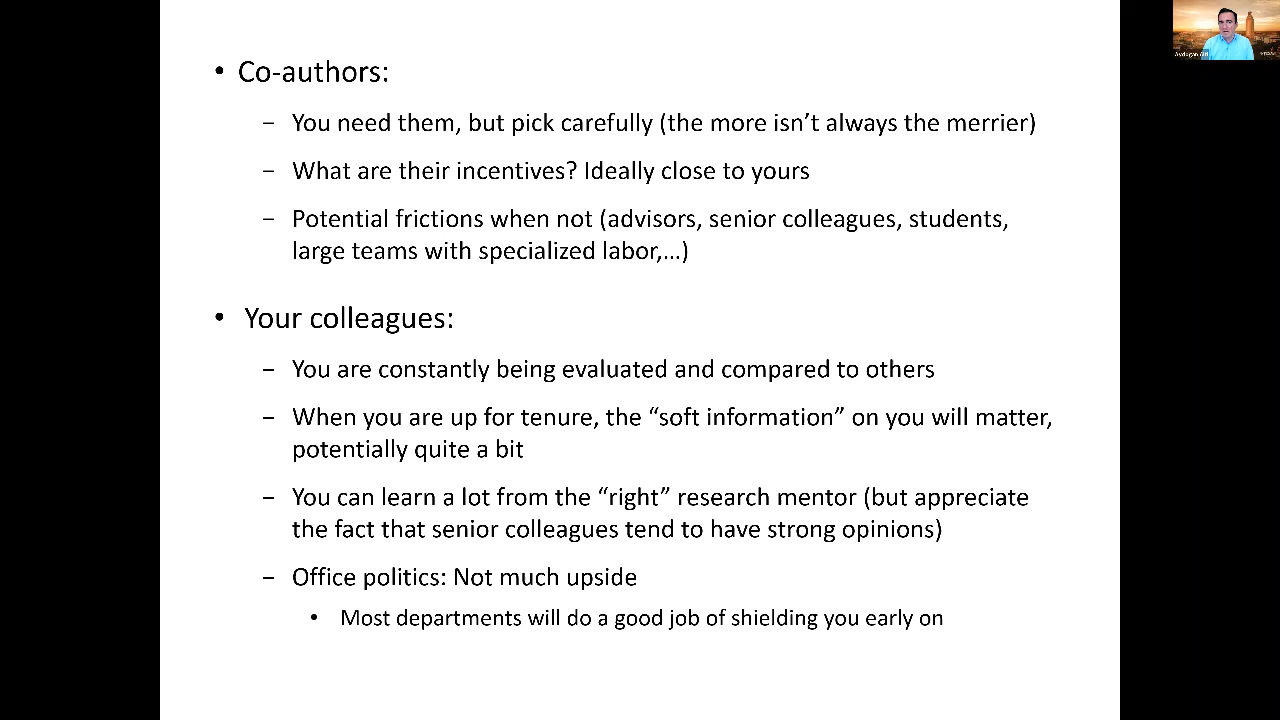 • Co-authors:
– You need them, but pick carefully (the more isn’t always the merrier)
– What are their incentives? Ideally close to yours
– Potential frictions when not (advisors, senior colleagues, students,
large teams with specialized labor,...)
• Your colleagues:
– You are constantly being evaluated and compared to others
– When you are up for tenure, the “soft information” on you will matter,
potentially quite a bit
– You can learn a lot from the “right” research mentor (but appreciate
the fact that senior colleagues tend to have strong opinions)
– Office politics: Not much upside
• Most departments will do a good job of shielding you early on
Aydogan